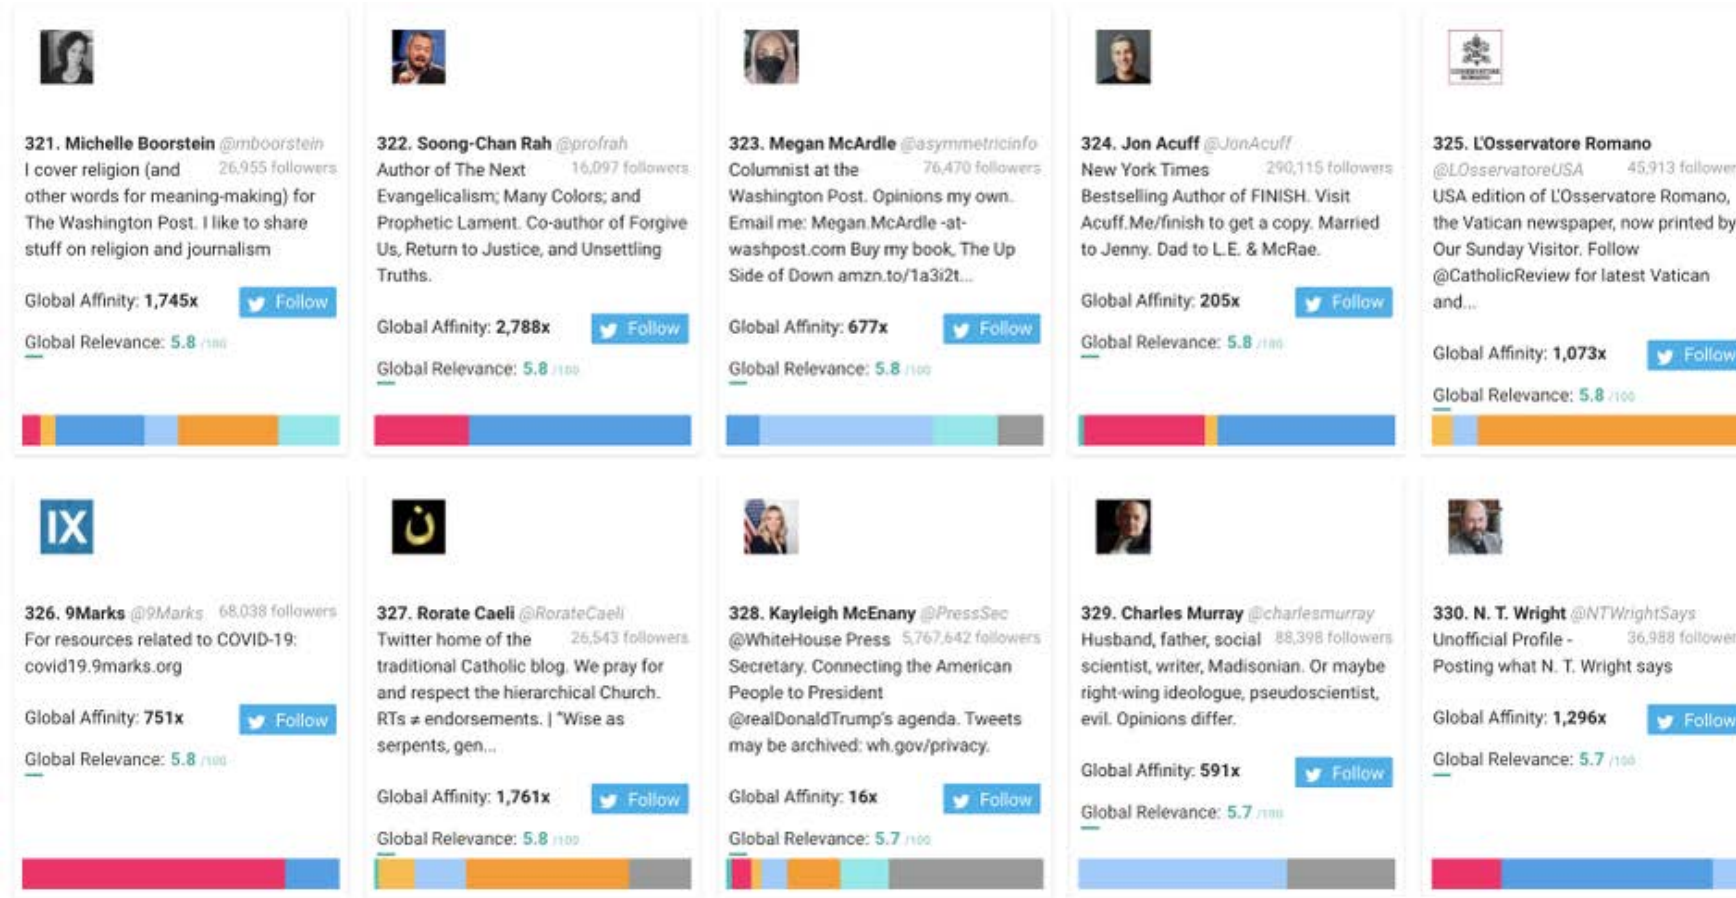 321. Michelle Boorstein @mboorstein
I cover religion (and 26,955 followers
other words for meaning-making) for
The Washington Post. I like to share
stuff on religion and journalism
Global Affinity: 1,745x Follow
Global Relevance: 5.8 /100
322. Soong-Chan Rah @profrah
Author of The Next 16,097 followers
Evangelicalism; Many Colors; and
Prophetic Lament. Co-author of Forgive
Us, Return to Justice, and Unsettling
Truths.
Global Affinity: 2,788x Follow
Global Relevance: 5.8 /100
323. Megan McArdle @asymmetricinfo
Columnist at the 76,470 followers
Washington Post. Opinions my own.
Email me: Megan.McArdle -at-
washpost.com Buy my book, The Up
Side of Down amzn.to/1a3i2t...
Global Affinity: 677x Follow
Global Relevance: 5.8 /100
324. Jon Acuff @JonAcuff
New York Times 290,115 followers
Bestselling Author of FINISH. Visit
Acuff.Me/finish to get a copy. Married
to Jenny. Dad to L.E. & McRae.
Global Affinity: 205x Follow
Global Relevance: 5.8 /100
325. L'Osservatore Romano
@LOsservatoreUSA 45,913 follower
USA edition of L'Osservatore Romano,
the Vatican newspaper, now printed by
Our Sunday Visitor. Follow
@CatholicReview for latest Vatican
and...
Global Affinity: 1,073x Follow
Global Relevance: 5.8 /100
IX
326. 9Marks @9Marks 68,038 followers
For resources related to COVID-19:
covid19.9marks.org
Global Affinity: 751x Follow
Global Relevance: 5.8 /100
ن
327. Rorate Caeli @RorateCaeli
Twitter home of the 26,543 followers
traditional Catholic blog. We pray for
and respect the hierarchical Church.
RTs ≠ endorsements. | "Wise as
serpents, gen...
Global Affinity: 1,761x Follow
Global Relevance: 5.8 /100
328. Kayleigh McEnany @PressSec
@WhiteHouse Press 5,767,642 followers
Secretary. Connecting the American
People to President
@realDonaldTrump's agenda. Tweets
may be archived: wh.gov/privacy.
Global Affinity: 16x Follow
Global Relevance: 5.7 /100
329. Charles Murray @charlesmurray
Husband, father, social 88,398 followers
scientist, writer, Madisonian. Or maybe
right-wing ideologue, pseudoscientist,
evil. Opinions differ.
Global Affinity: 591x Follow
Global Relevance: 5.7 /100
330. N. T. Wright @NTWrightSays
Unofficial Profile - 36,988 follower
Posting what N. T. Wright says
Global Affinity: 1,296x Follow
Global Relevance: 5.7 /100